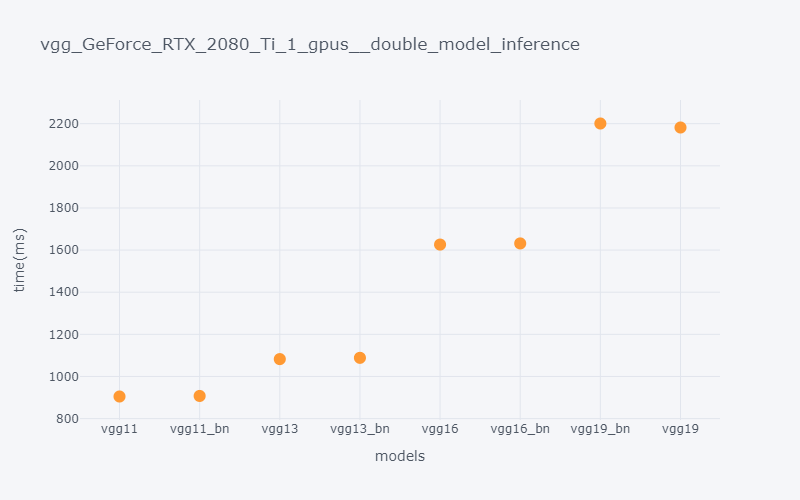 vgg_GeForce_RTX_2080_Ti_1_gpus__double_model_inference
2200
2000
1800
1600
1400
1200
1000
800
time(ms)
vgg11 vgg11_bn vgg13 vgg13_bn vgg16 vgg16_bn vgg19_bn vgg19
models